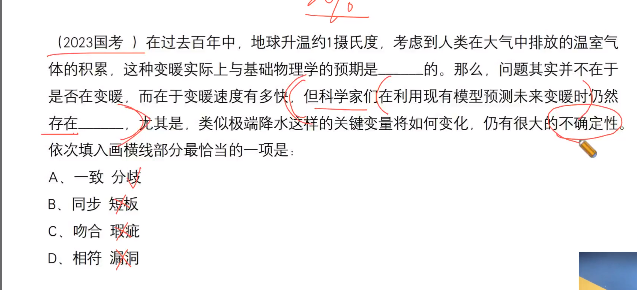 （2023国考 ）在过去百年中，地球升温约1摄氏度，考虑到人类在大气中排放的温室气
体的积累，这种变暖实际上与基础物理学的预期是______的。那么，问题其实并不在于
是否在变暖，而在于变暖速度有多快，但科学家们在利用现有模型预测未来变暖时仍然
存在______，尤其是，类似极端降水这样的关键变量将如何变化，仍有很大的不确定性。
依次填入画横线部分最恰当的一项是：
A、一致 分歧
B、同步 短板
C、吻合 瑕疵
D、相符 漏洞